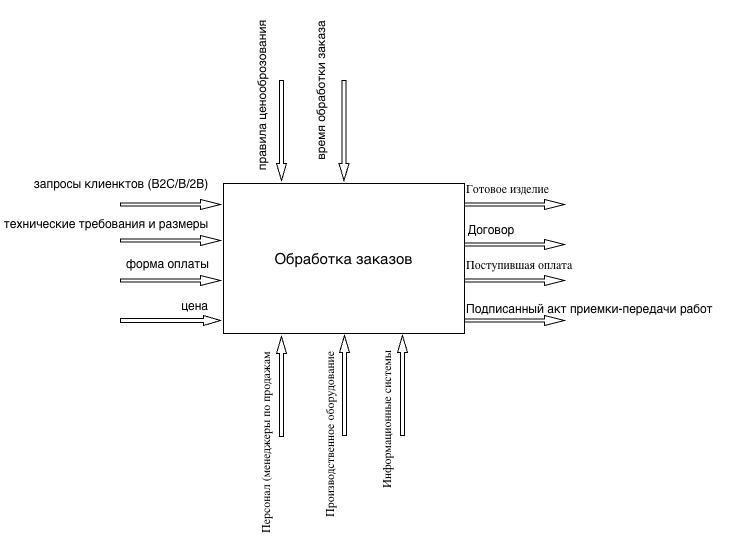 правила ценооброзования
время обработки заказа
запросы клиенктов (B2C/B/2B)
технические требования и размеры
форма оплаты
цена
Обработка заказов
Готовое изделие
Договор
Поступившая оплата
Подписанный акт приемки-передачи работ
Персонал (менеджеры по продажам
Производственное оборудование
Информационные системы